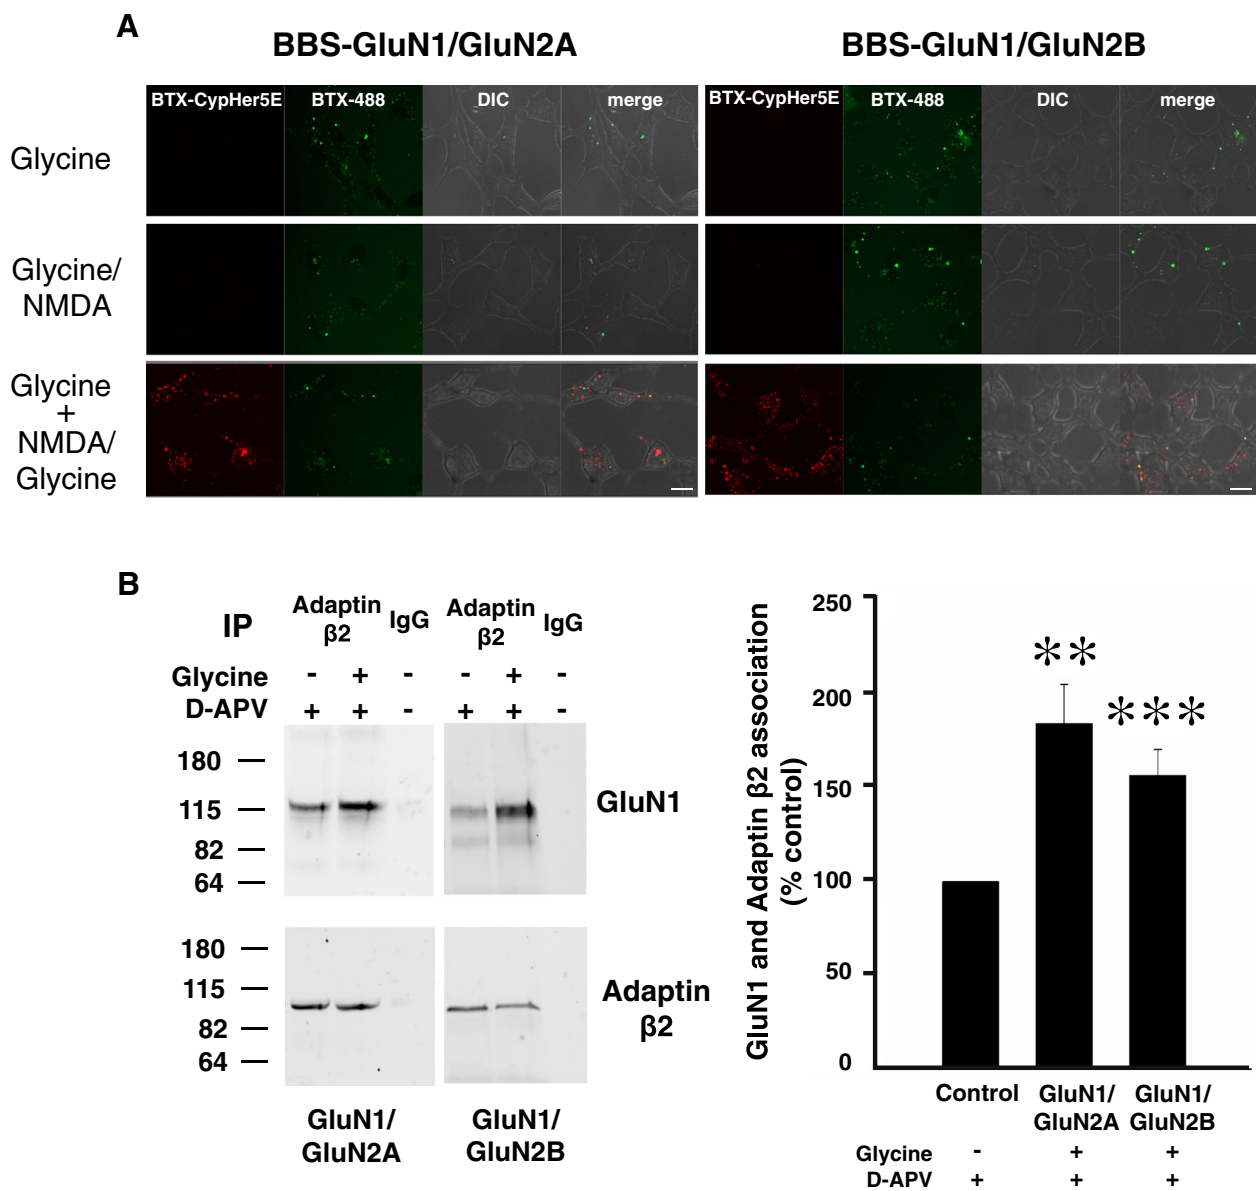 A
BBS-GluN1/GluN2A
BBS-GluN1/GluN2B
BTX-CypHer5E BTX-488 DIC merge
BTX-CypHer5E BTX-488 DIC merge
Glycine
Glycine/
NMDA
Glycine
+
NMDA/
Glycine
B
IP
Adaptin
β2
IgG
Adaptin
β2
IgG
Glycine - + - - + -
D-APV + + - + + -
180
115
82
64
GluN1
180
115
82
64
Adaptin
β2
GluN1/
GluN2A
GluN1/
GluN2B
GluN1 and Adaptin β2 association
(% control)
250
200
150
100
50
0
**
***
Control
GluN1/
GluN2A
GluN1/
GluN2B
Glycine - + +
D-APV + + +